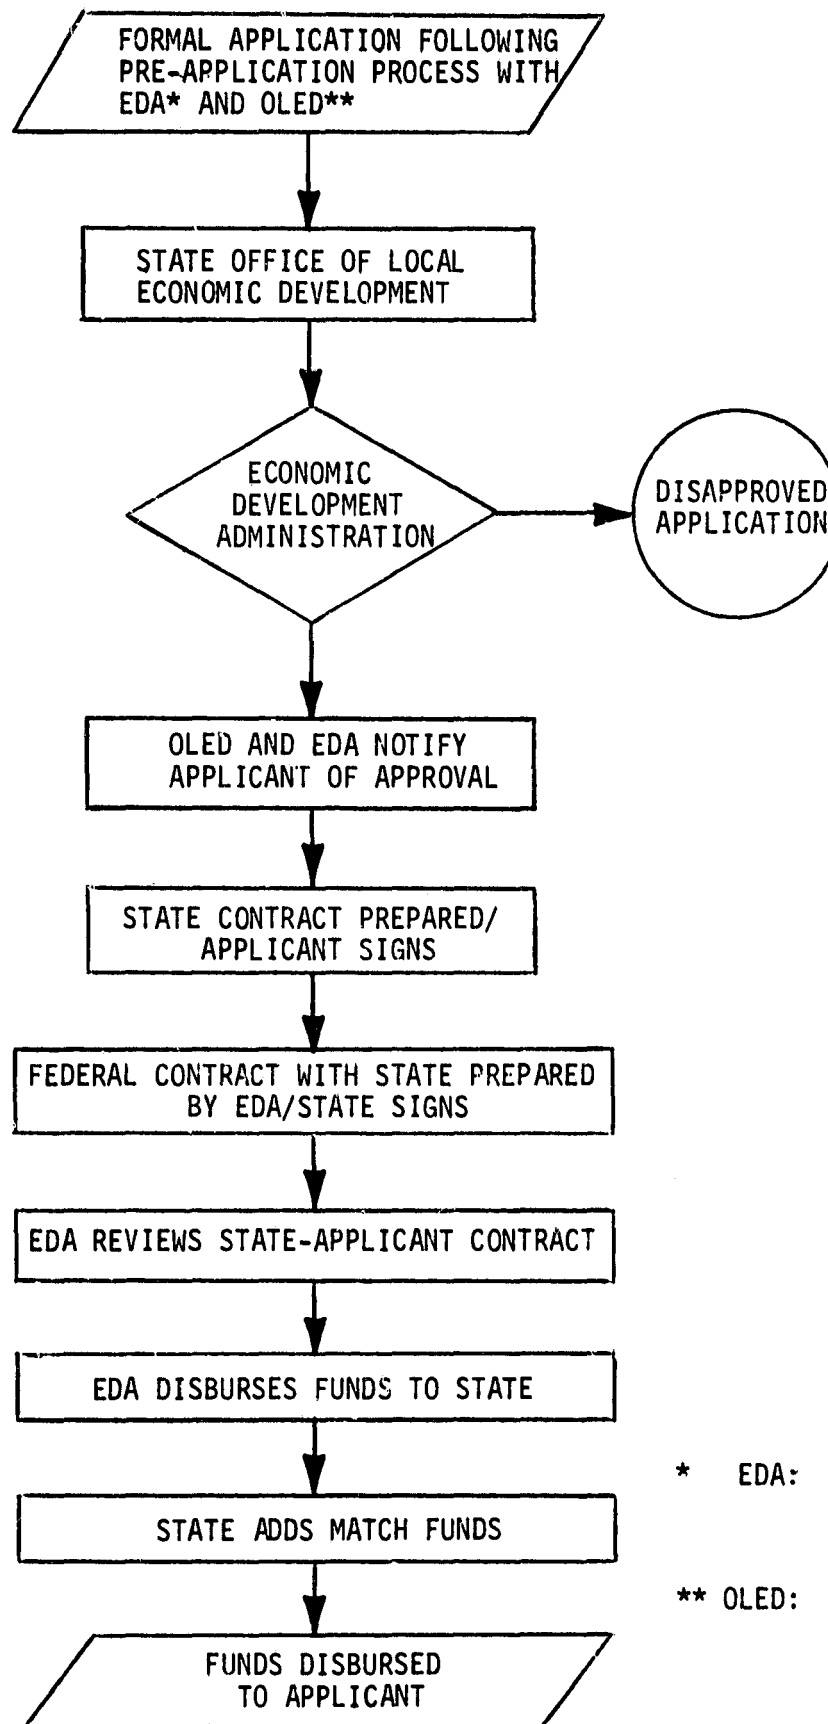 FORMAL APPLICATION FOLLOWING
PRE-APPLICATION PROCESS WITH
EDA* AND OLED**
STATE OFFICE OF LOCAL
ECONOMIC DEVELOPMENT
ECONOMIC
DEVELOPMENT
ADMINISTRATION
DISAPPROVED
APPLICATION
OLED AND EDA NOTIFY
APPLICANT OF APPROVAL
STATE CONTRACT PREPARED/
APPLICANT SIGNS
FEDERAL CONTRACT WITH STATE PREPARED
BY EDA/STATE SIGNS
EDA REVIEWS STATE-APPLICANT CONTRACT
EDA DISBURSES FUNDS TO STATE
* EDA:
STATE ADDS MATCH FUNDS
** OLED:
FUNDS DISBURSED
TO APPLICANT